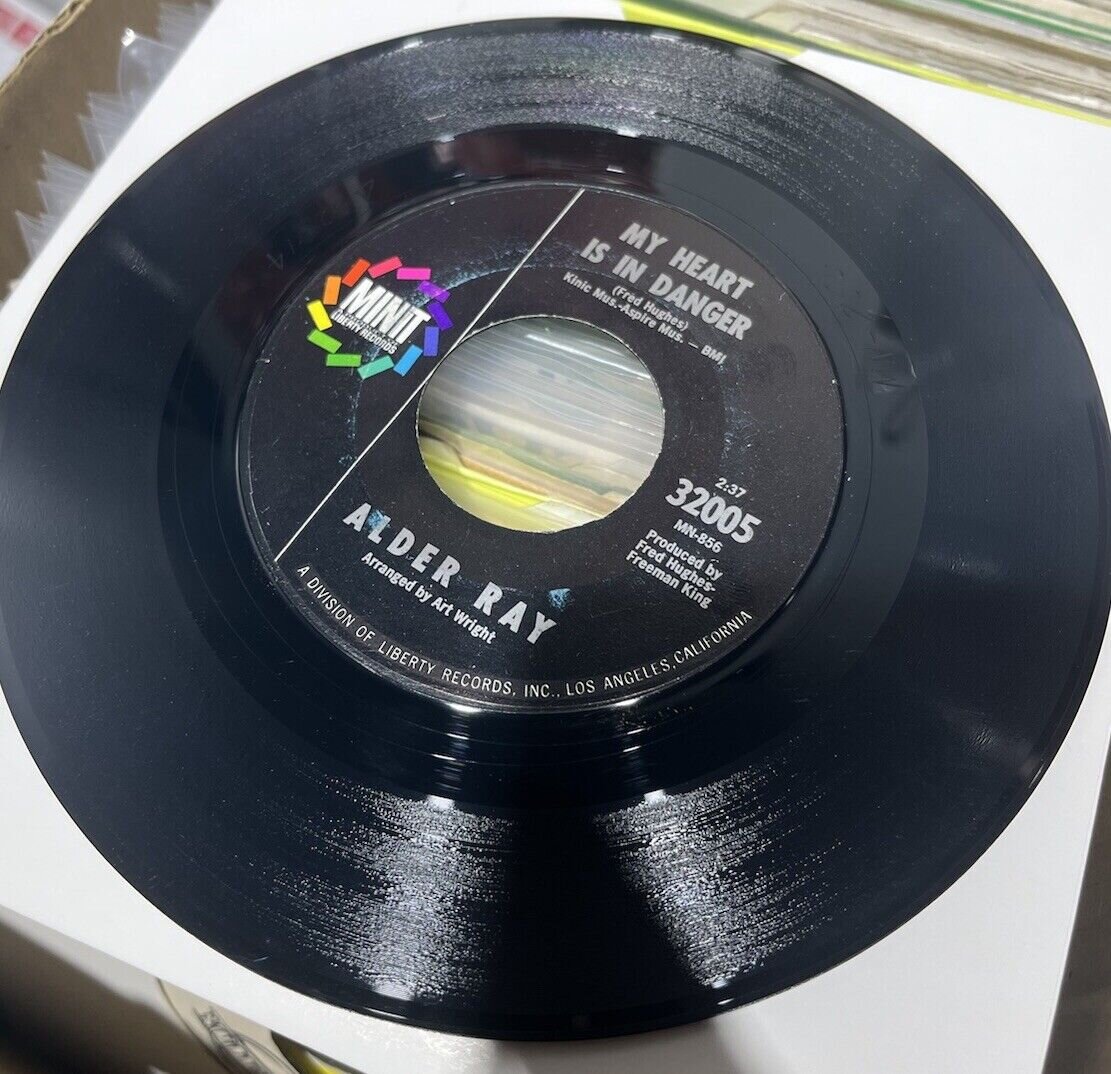 MINIT
LIBERTY RECORDS
MY HEART
IS IN DANGER
(Fred Hughes)
Kinic Mus.-Aspire Mus. — BMI
2:37
32005
MN-856
Produced by
Fred Hughes-
Freeman King
ALDER RAY
Arranged by Art Wright
A DIVISION OF LIBERTY RECORDS, INC., LOS ANGELES, CALIFORNIA